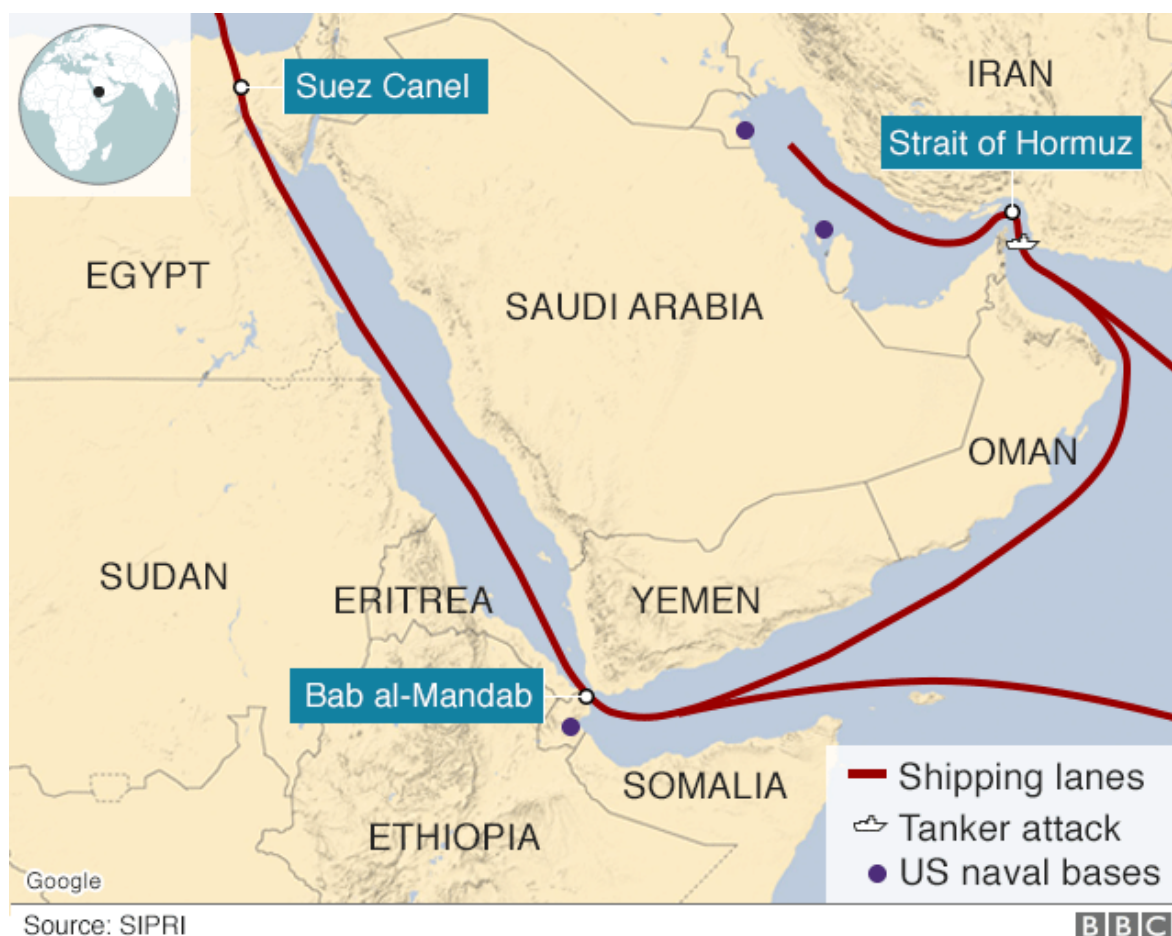 Suez Canel
IRAN
Strait of Hormuz
EGYPT
SAUDI ARABIA
OMAN
SUDAN
ERITREA
YEMEN
Bab al-Mandab
SOMALIA
ETHIOPIA
Shipping lanes
Tanker attack
US naval bases
Google
Source: SIPRI
BBC